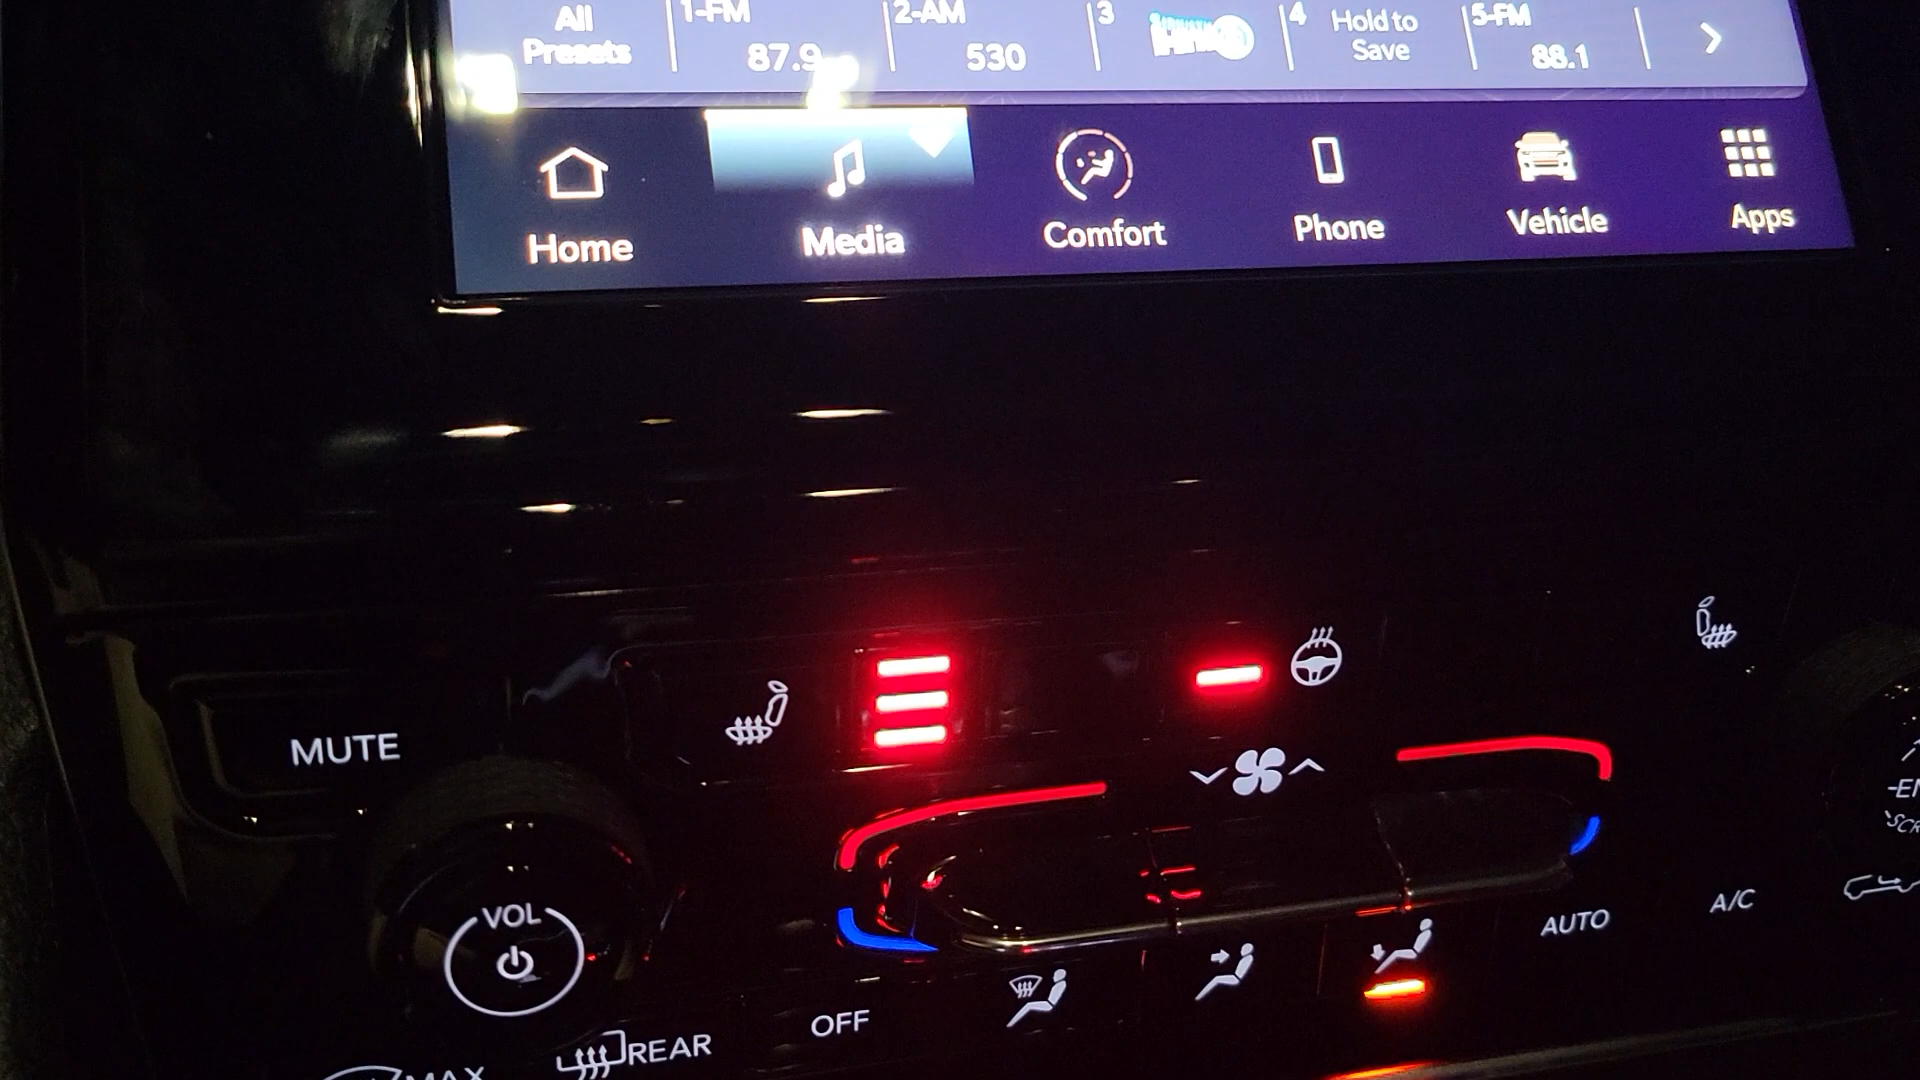 All
Presets
1-FM
87.9
2-AM
530
3
4
Hold to
Save
5-FM
88.1
Home
Media
Comfort
Phone
Vehicle
Apps
MUTE
VOL
OFF
AUTO
A/C
REAR
MAX